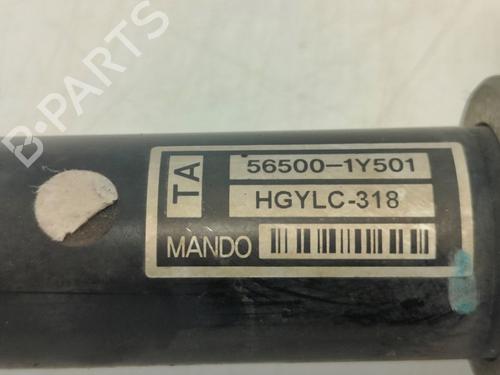 TA
56500-1Y501
HGYLC-318
MANDO
B-PARTS